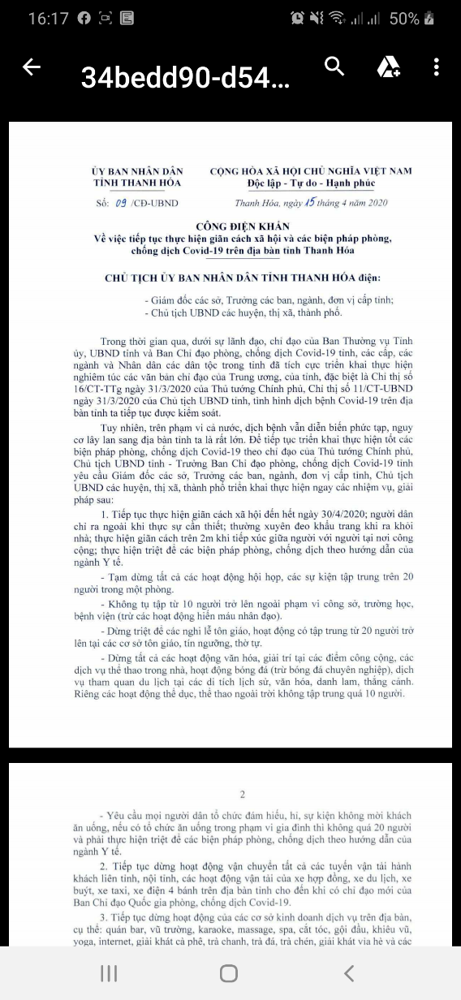 16:17
50%
34bedd90-d54...
ỦY BAN NHÂN DÂN
TỈNH THANH HÓA
CỘNG HÒA XÃ HỘI CHỦ NGHĨA VIỆT NAM
Độc lập - Tự do - Hạnh phúc
Số: 09 /CĐ-UBND
Thanh Hóa, ngày 15 tháng 4 năm 2020
CÔNG ĐIỆN KHẨN
Về việc tiếp tục thực hiện giãn cách xã hội và các biện pháp phòng,
chống dịch Covid-19 trên địa bàn tỉnh Thanh Hóa
CHỦ TỊCH ỦY BAN NHÂN DÂN TỈNH THANH HÓA điện:
- Giám đốc các sở, Trưởng các ban, ngành, đơn vị cấp tỉnh;
- Chủ tịch UBND các huyện, thị xã, thành phố.
Trong thời gian qua, dưới sự lãnh đạo, chỉ đạo của Ban Thường vụ Tỉnh
ủy, UBND tỉnh và Ban Chỉ đạo phòng, chống dịch Covid-19 tỉnh, các cấp, các
ngành và Nhân dân các dân tộc trong tỉnh đã tích cực triển khai thực hiện
nghiêm túc các văn bản chỉ đạo của Trung ương, của tỉnh, đặc biệt là Chỉ thị số
16/CT-TTg ngày 31/3/2020 của Thủ tướng Chính phủ, Chỉ thị số 11/CT-UBND
ngày 31/3/2020 của Chủ tịch UBND tỉnh, tình hình dịch bệnh Covid-19 trên địa
bàn tỉnh ta tiếp tục được kiểm soát.
Tuy nhiên, trên phạm vi cả nước, dịch bệnh vẫn diễn biến phức tạp, nguy
cơ lây lan sang địa bàn tỉnh ta là rất lớn. Để tiếp tục triển khai thực hiện tốt các
biện pháp phòng, chống dịch Covid-19 theo chỉ đạo của Thủ tướng Chính phủ,
Chủ tịch UBND tỉnh - Trưởng Ban Chỉ đạo phòng, chống dịch Covid-19 tỉnh
yêu cầu Giám đốc các sở, Trưởng các ban, ngành, đơn vị cấp tỉnh, Chủ tịch
UBND các huyện, thị xã, thành phố triển khai thực hiện ngay các nhiệm vụ, giải
pháp sau:
1. Tiếp tục thực hiện giãn cách xã hội đến hết ngày 30/4/2020; người dân
chỉ ra ngoài khi thực sự cần thiết; thường xuyên đeo khẩu trang khi ra khỏi
nhà; thực hiện giãn cách trên 2m khi tiếp xúc giữa người với người tại nơi công
cộng; thực hiện triệt để các biện pháp phòng, chống dịch theo hướng dẫn của
ngành Y tế.
- Tạm dừng tất cả các hoạt động hội họp, các sự kiện tập trung trên 20
người trong một phòng.
- Không tụ tập từ 10 người trở lên ngoài phạm vi công sở, trường học,
bệnh viện (trừ các hoạt động hiến máu nhân đạo).
- Dừng triệt để các nghi lễ tôn giáo, hoạt động có tập trung từ 20 người trở
lên tại các cơ sở tôn giáo, tín ngưỡng, thờ tự.
- Dừng tất cả các hoạt động văn hóa, giải trí tại các điểm công cộng, các
dịch vụ thể thao trong nhà, hoạt động bóng đá (trừ bóng đá chuyên nghiệp), dịch
vụ tham quan du lịch tại các di tích lịch sử, văn hóa, danh lam, thắng cảnh.
Riêng các hoạt động thể dục, thể thao ngoài trời không tập trung quá 10 người.
2
- Yêu cầu mọi người dân tổ chức đám hiếu, hỉ, sự kiện không mời khách
ăn uống, nếu có tổ chức ăn uống trong phạm vi gia đình thì không quá 20 người
và phải thực hiện triệt để các biện pháp phòng, chống dịch theo hướng dẫn của
ngành Y tế.
2. Tiếp tục dừng hoạt động vận chuyển tất cả các tuyến vận tải hành
khách liên tỉnh, nội tỉnh, các hoạt động vận tải của xe hợp đồng, xe du lịch, xe
buýt, xe taxi, xe điện 4 bánh trên địa bàn tỉnh cho đến khi có chỉ đạo mới của
Ban Chỉ đạo Quốc gia phòng, chống dịch Covid-19.
3. Tiếp tục dừng hoạt động của các cơ sở kinh doanh dịch vụ trên địa bàn,
cụ thể: quán bar, vũ trường, karaoke, massage, spa, cắt tóc, gội đầu, khiêu vũ,
yoga, internet, giải khát cà phê, trà chanh, trà đá, trà chén, giải khát vỉa hè và các